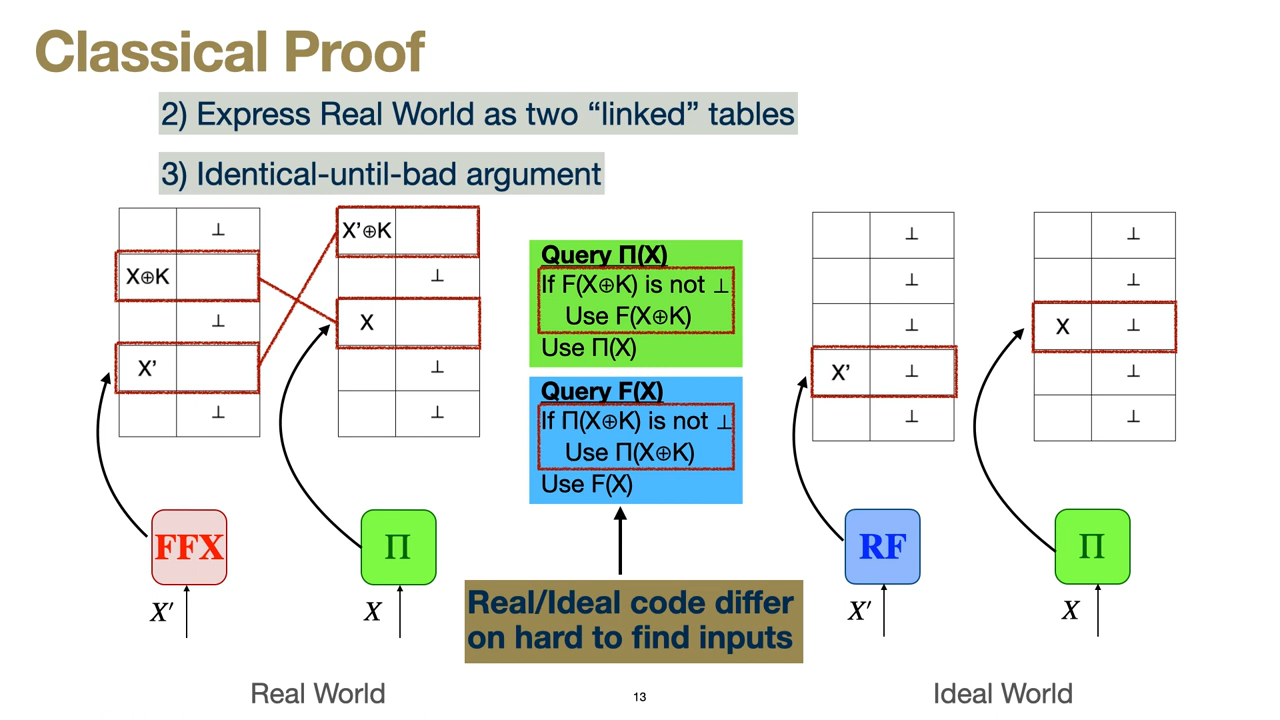 Classical Proof
2) Express Real World as two “linked” tables
3) Identical-until-bad argument
⊥
X⊕K
⊥
X’
⊥
X’⊕K
⊥
X
⊥
⊥
Query Π(X)
If F(X⊕K) is not ⊥
Use F(X⊕K)
Use Π(X)
Query F(X)
If Π(X⊕K) is not ⊥
Use Π(X⊕K)
Use F(X)
⊥
⊥
⊥
X’ ⊥
⊥
⊥
⊥
X ⊥
⊥
⊥
FFX
Π
RF
Π
X′
X
Real/Ideal code differ
on hard to find inputs
X′
X
Real World
13
Ideal World